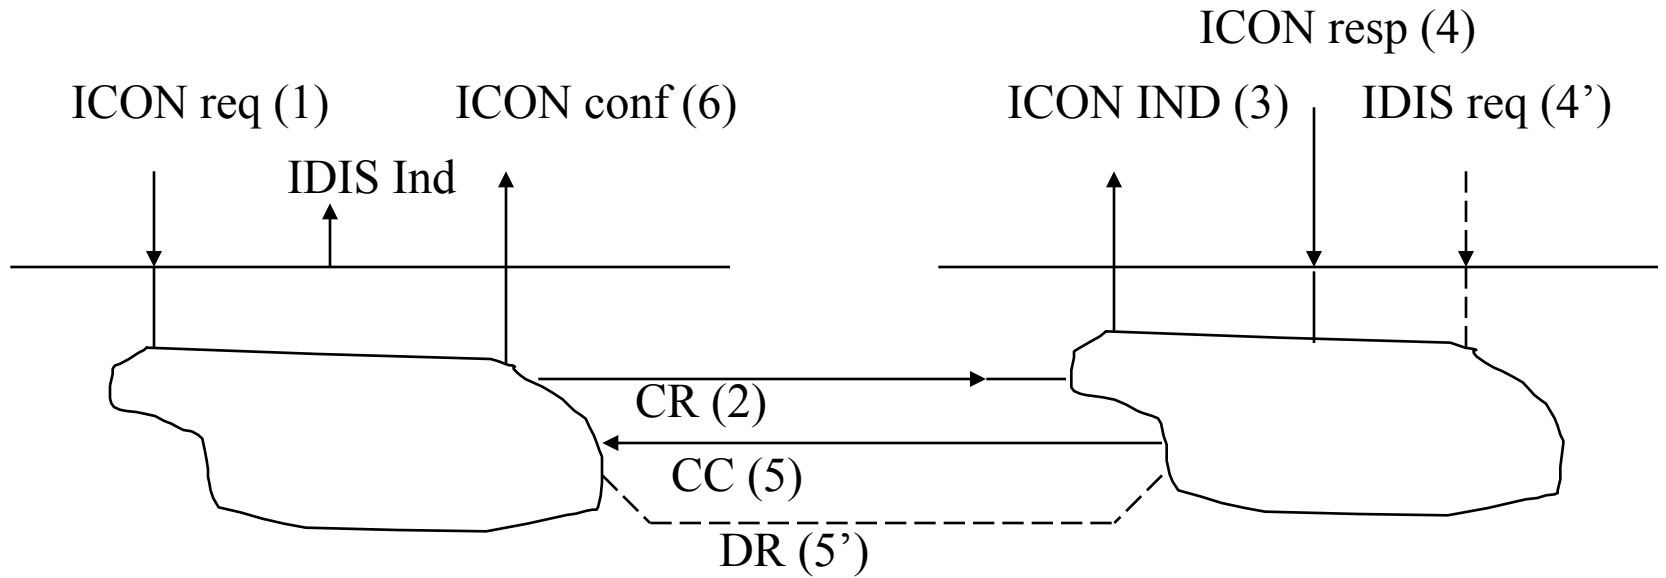 ICON resp (4)
ICON req (1)
ICON conf (6)
ICON IND (3)
IDIS req (4’)
IDIS Ind
CR (2)
CC (5)
DR (5’)